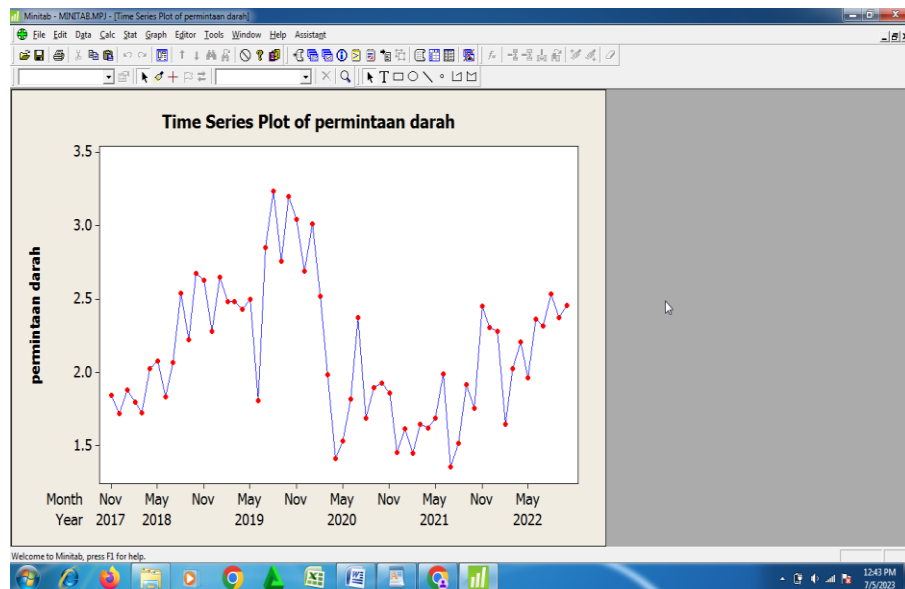 Minitab - MINITAB.MPJ - [Time Series Plot of permintaan darah]
File Edit Data Calc Stat Graph Editor Tools Window Help Assistant
Time Series Plot of permintaan darah
3.5
3.0
2.5
2.0
1.5
permintaan darah
Month Nov May Nov May Nov May Nov May Nov May
Year 2017 2018 2019 2020 2021 2022
Welcome to Minitab, press F1 for help.
12:43 PM
7/5/2023